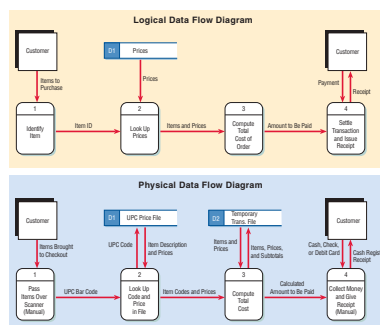 Logical Data Flow Diagram
Customer
D1 Prices
Customer
Items to
Purchase
Prices
Payment
Receipt
1
Identify
Item
Item ID
2
Look Up
Prices
Items and Prices
3
Compute
Total
Cost of
Order
Amount to Be Paid
4
Settle
Transaction
and Issue
Receipt
Physical Data Flow Diagram
Customer
D1 UPC Price File
D2 Temporary
Trans. File
Customer
Items Brought
to Checkout
UPC Code
Item Description
and Prices
Items and
Prices
Items, Prices,
and Subtotals
Cash, Check,
or Debit Card
Cash Regist
Receipt
1
Pass
Items Over
Scanner
(Manual)
UPC Bar Code
2
Look Up
Code and
Price
in File
Item Codes and Prices
3
Compute
Total
Cost
Calculated
Amount to Be Paid
4
Collect Money
and Give
Receipt
(Manual)